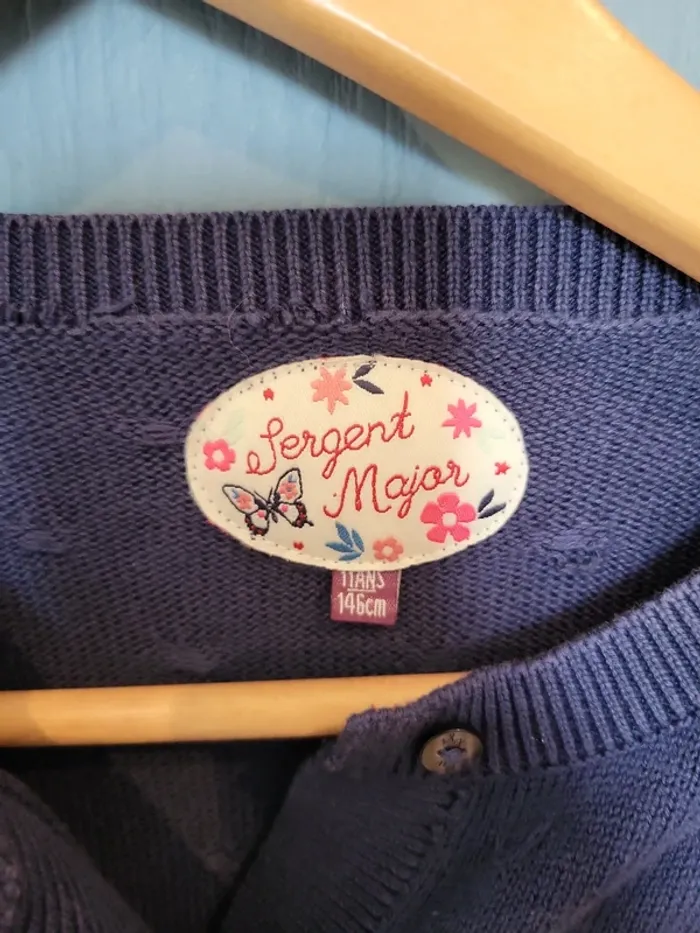 Sergent
Major
11ANS
146cm